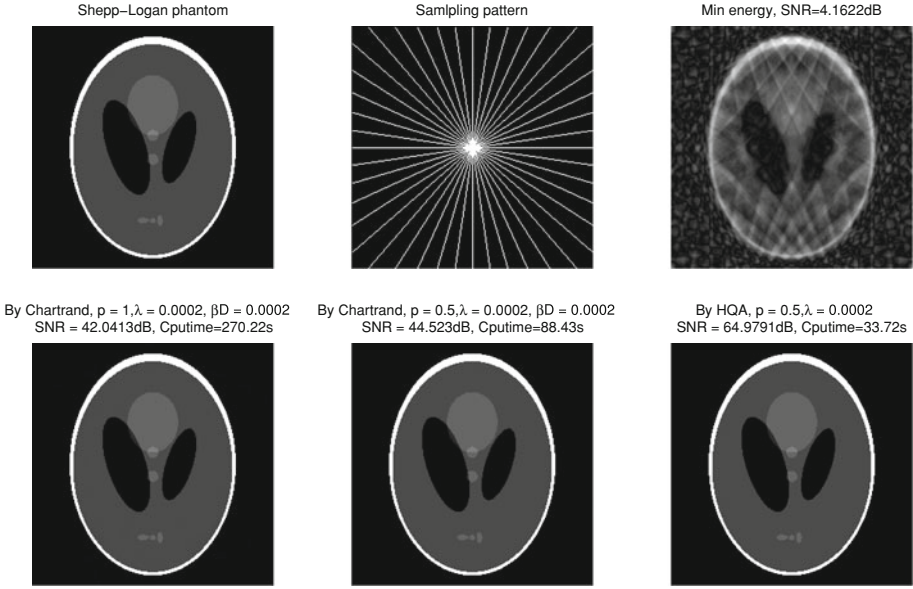 Shepp–Logan phantom
Samlpling pattern
Min energy, SNR=4.1622dB
By Chartrand, p = 1,λ = 0.0002, βD = 0.0002
SNR = 42.0413dB, Cputime=270.22s
By Chartrand, p = 0.5,λ = 0.0002, βD = 0.0002
SNR = 44.523dB, Cputime=88.43s
By HQA, p = 0.5,λ = 0.0002
SNR = 64.9791dB, Cputime=33.72s